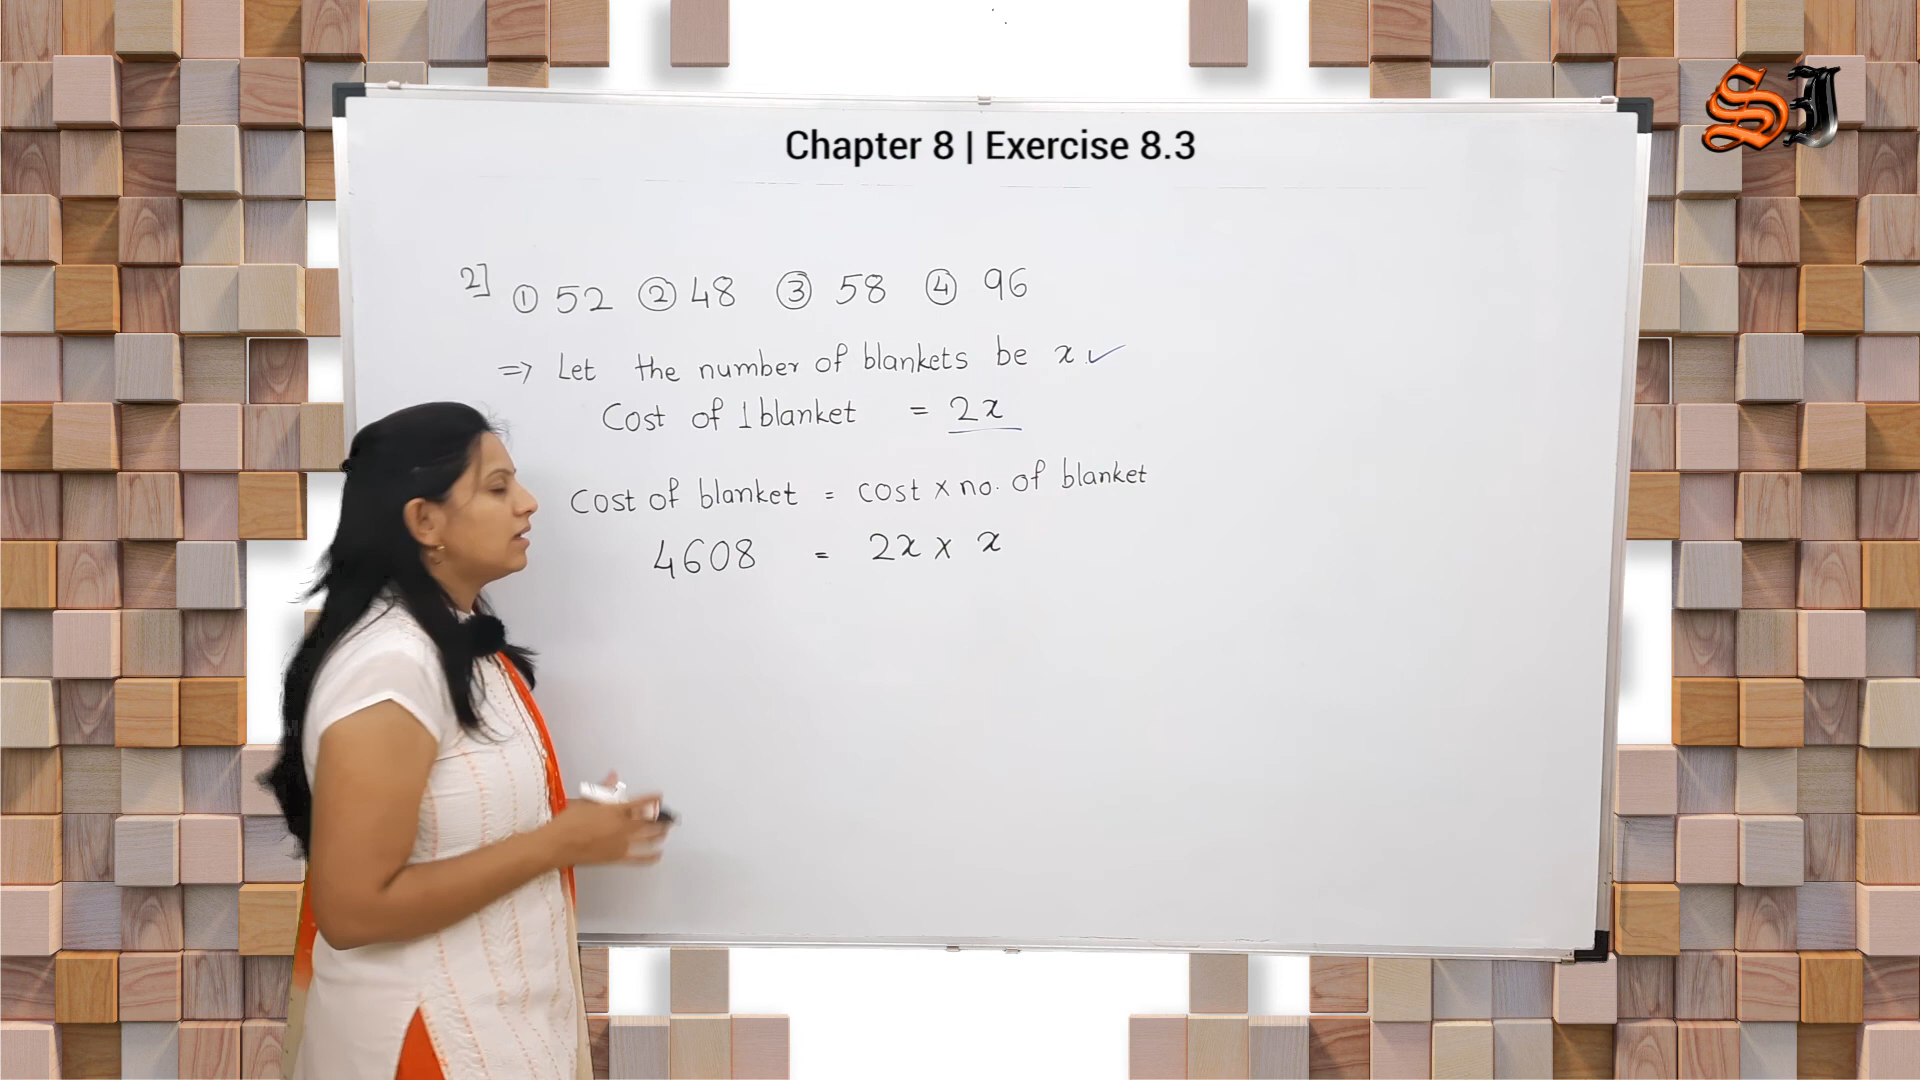 SJ
Chapter 8 | Exercise 8.3
2] ① 52 ② 48 ③ 58 ④ 96
=> Let the number of blankets be x. ✓
Cost of 1 blanket = 2x
Cost of blanket = cost x no. of blanket
4608 = 2x x x